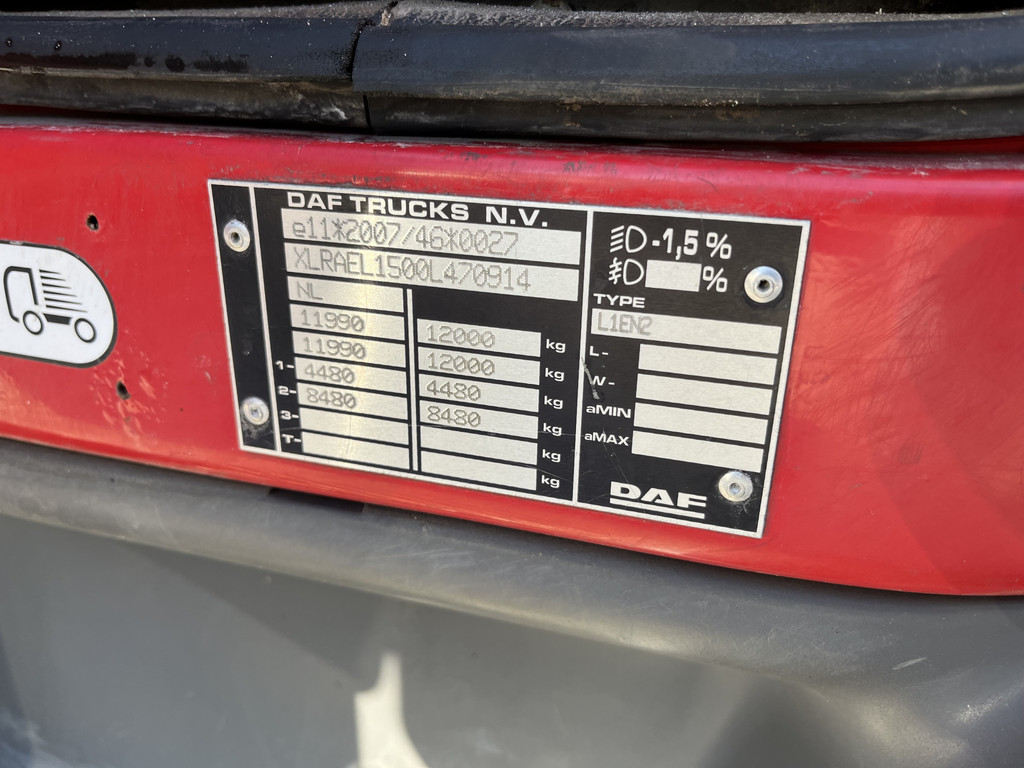 DAF TRUCKS N.V.
e11*2007/46*0027
XLRAEL1500L470914
NL
11990 12000 kg
11990 12000 kg
1- 4480 4480 kg
2- 8480 8480 kg
3- kg
T- kg
-1,5 %
%
TYPE
L1EN2
L-
W-
aMIN
aMAX
DAF